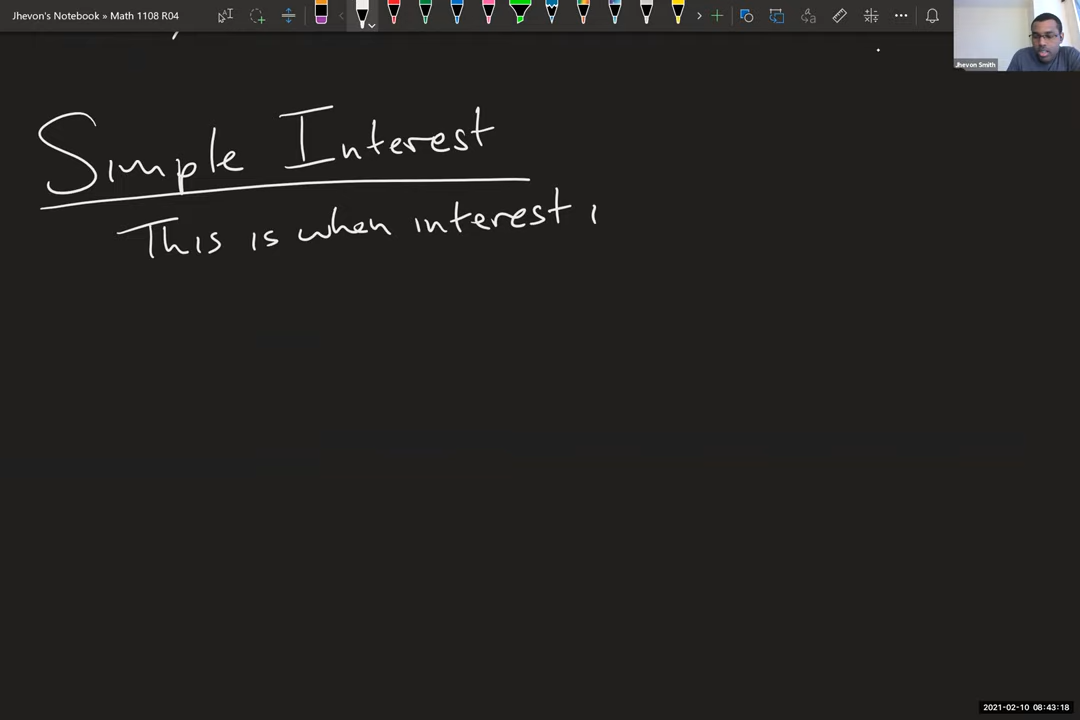 Jhevon's Notebook » Math 1108 R04
Jhevon Smith
Simple Interest
This is when interest i
2021-02-10 08:43:18